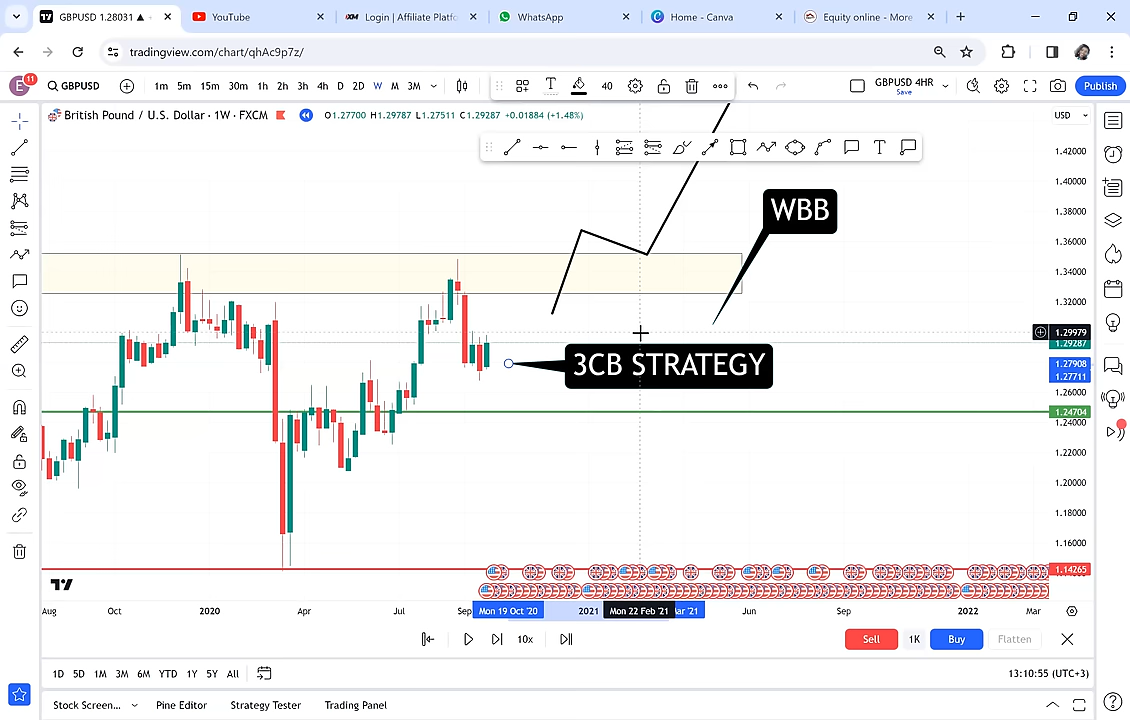 GBPUSD 1.28031 ▲
YouTube
XM Login | Affiliate Platfo
WhatsApp
Home - Canva
Equity online - More
tradingview.com/chart/qhAc9p7z/
E 11 GBPUSD 1m 5m 15m 30m 1h 2h 3h 4h D 2D W M 3M 40 GBPUSD 4HR Save Publish
British Pound / U.S. Dollar · 1W · FXCM O1.27700 H1.29787 L1.27511 C1.29287 +0.01884 (+1.48%) USD
1.42000
1.40000
1.38000
WBB
1.36000
1.34000
1.32000
1.29979
1.29287
3CB STRATEGY
1.27908
1.27711
1.26000
1.24704
1.24000
1.22000
1.20000
1.18000
1.16000
1.14265
Aug Oct 2020 Apr Jul Sep Mon 19 Oct '20 2021 Mon 22 Feb '21 Mar '21 Jun Sep 2022 Mar
10x Sell 1K Buy Flatten
1D 5D 1M 3M 6M YTD 1Y 5Y All 13:10:55 (UTC+3)
Stock Screen... Pine Editor Strategy Tester Trading Panel